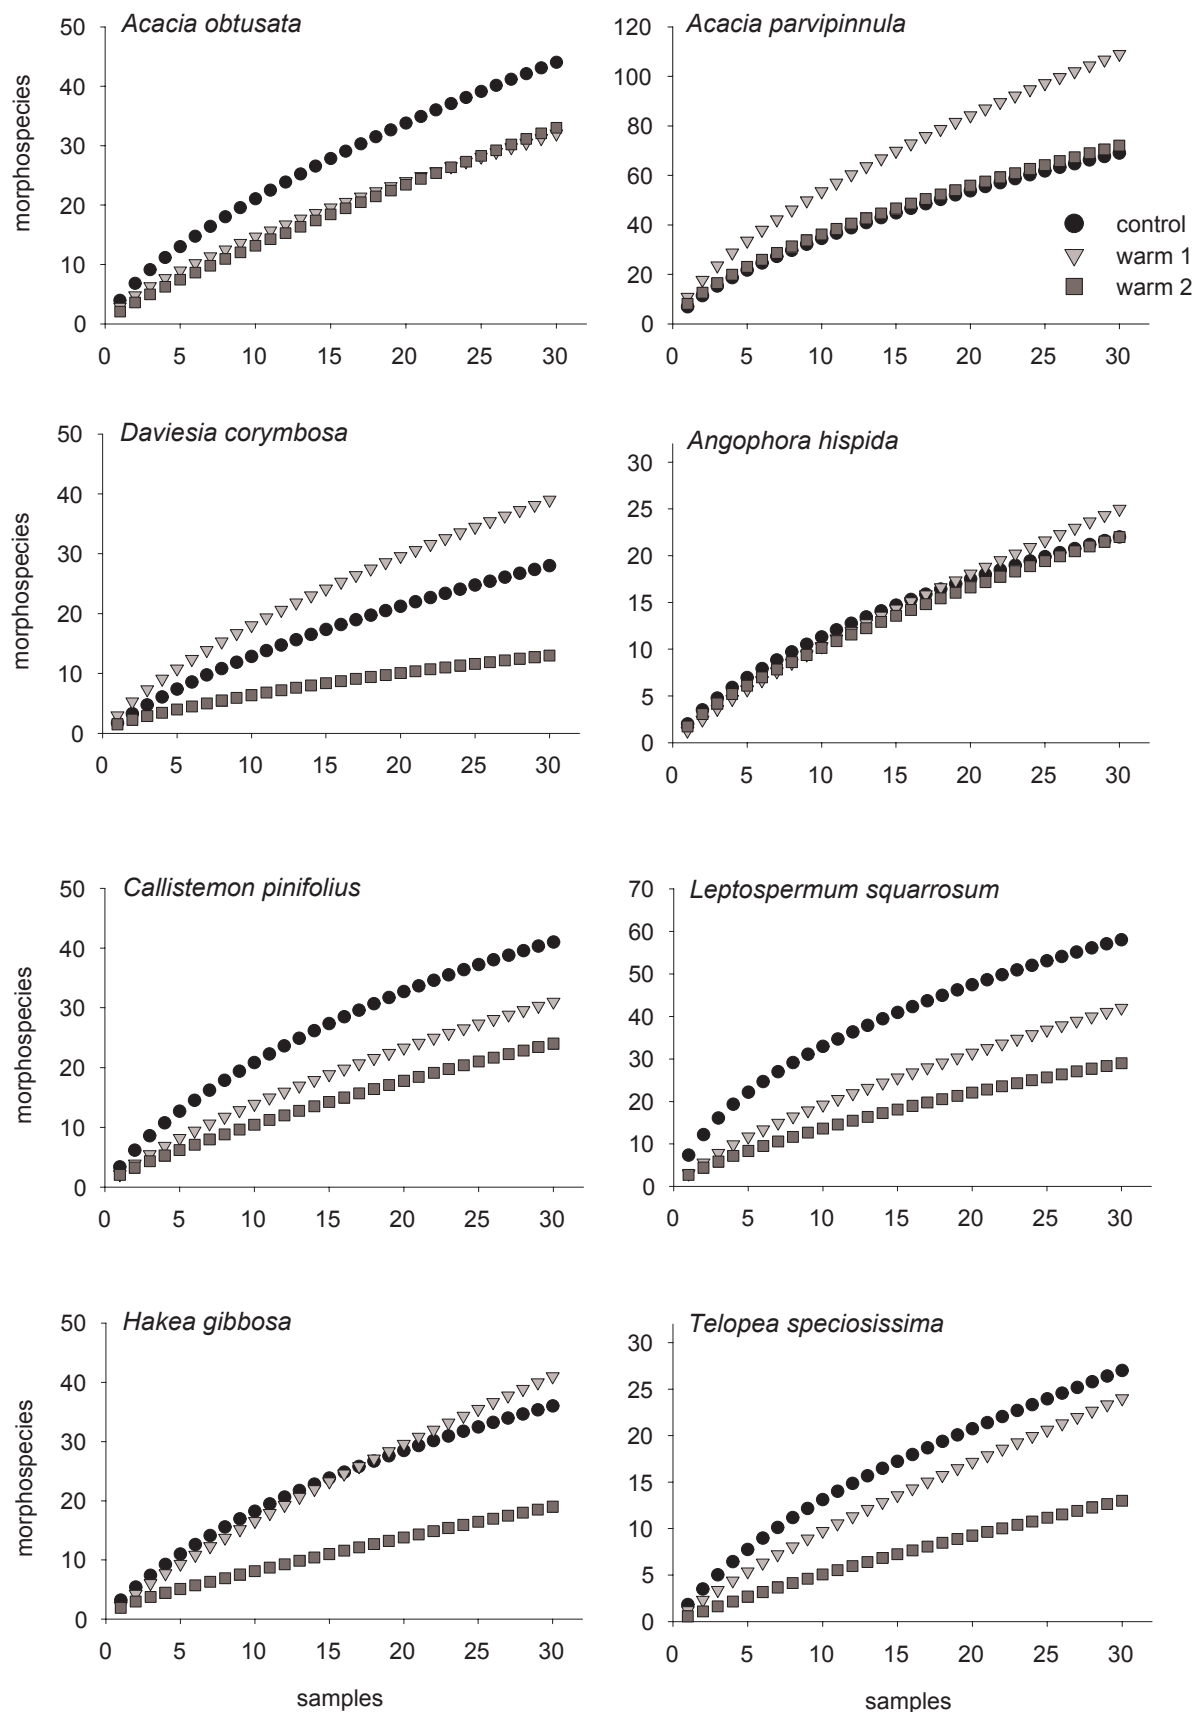 Acacia obtusata
50
40
30
20
10
0
morphospecies
0 5 10 15 20 25 30
Acacia parvipinnula
120
100
80
60
40
20
0
control
warm 1
warm 2
0 5 10 15 20 25 30
Daviesia corymbosa
50
40
30
20
10
0
morphospecies
0 5 10 15 20 25 30
Angophora hispida
30
25
20
15
10
5
0
0 5 10 15 20 25 30
Callistemon pinifolius
50
40
30
20
10
0
morphospecies
0 5 10 15 20 25 30
Leptospermum squarrosum
70
60
50
40
30
20
10
0
0 5 10 15 20 25 30
Hakea gibbosa
50
40
30
20
10
0
morphospecies
0 5 10 15 20 25 30
samples
Telopea speciosissima
30
25
20
15
10
5
0
0 5 10 15 20 25 30
samples